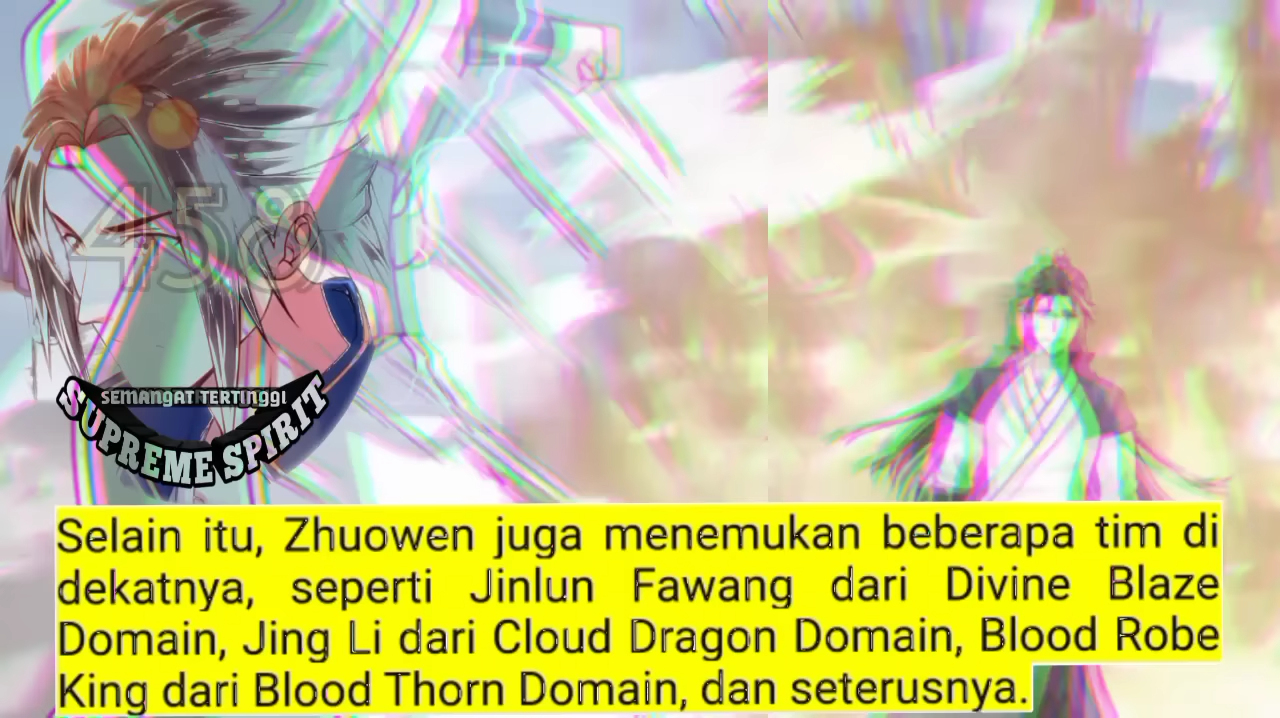 458
SEMANGAT TERTINGGI
SUPREME SPIRIT
Selain itu, Zhuowen juga menemukan beberapa tim di
dekatnya, seperti Jinlun Fawang dari Divine Blaze
Domain, Jing Li dari Cloud Dragon Domain, Blood Robe
King dari Blood Thorn Domain, dan seterusnya.